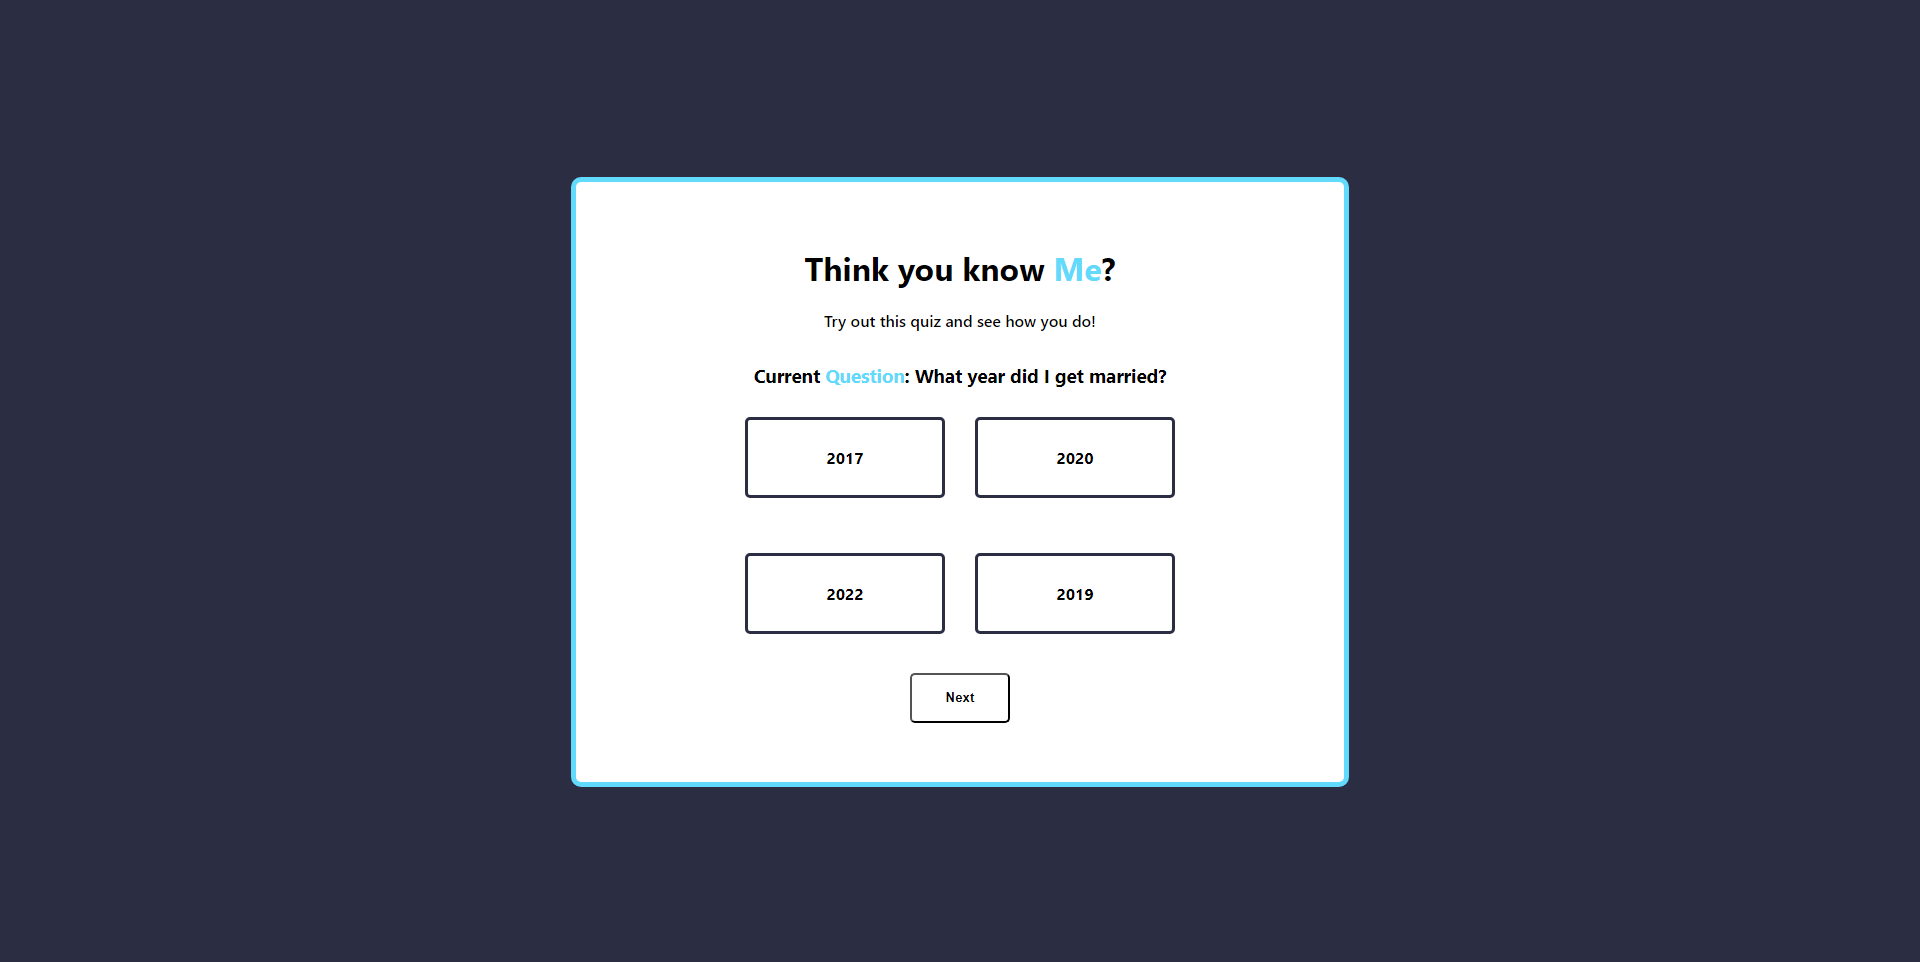 Think you know Me?
Try out this quiz and see how you do!
Current Question: What year did I get married?
2017
2020
2022
2019
Next